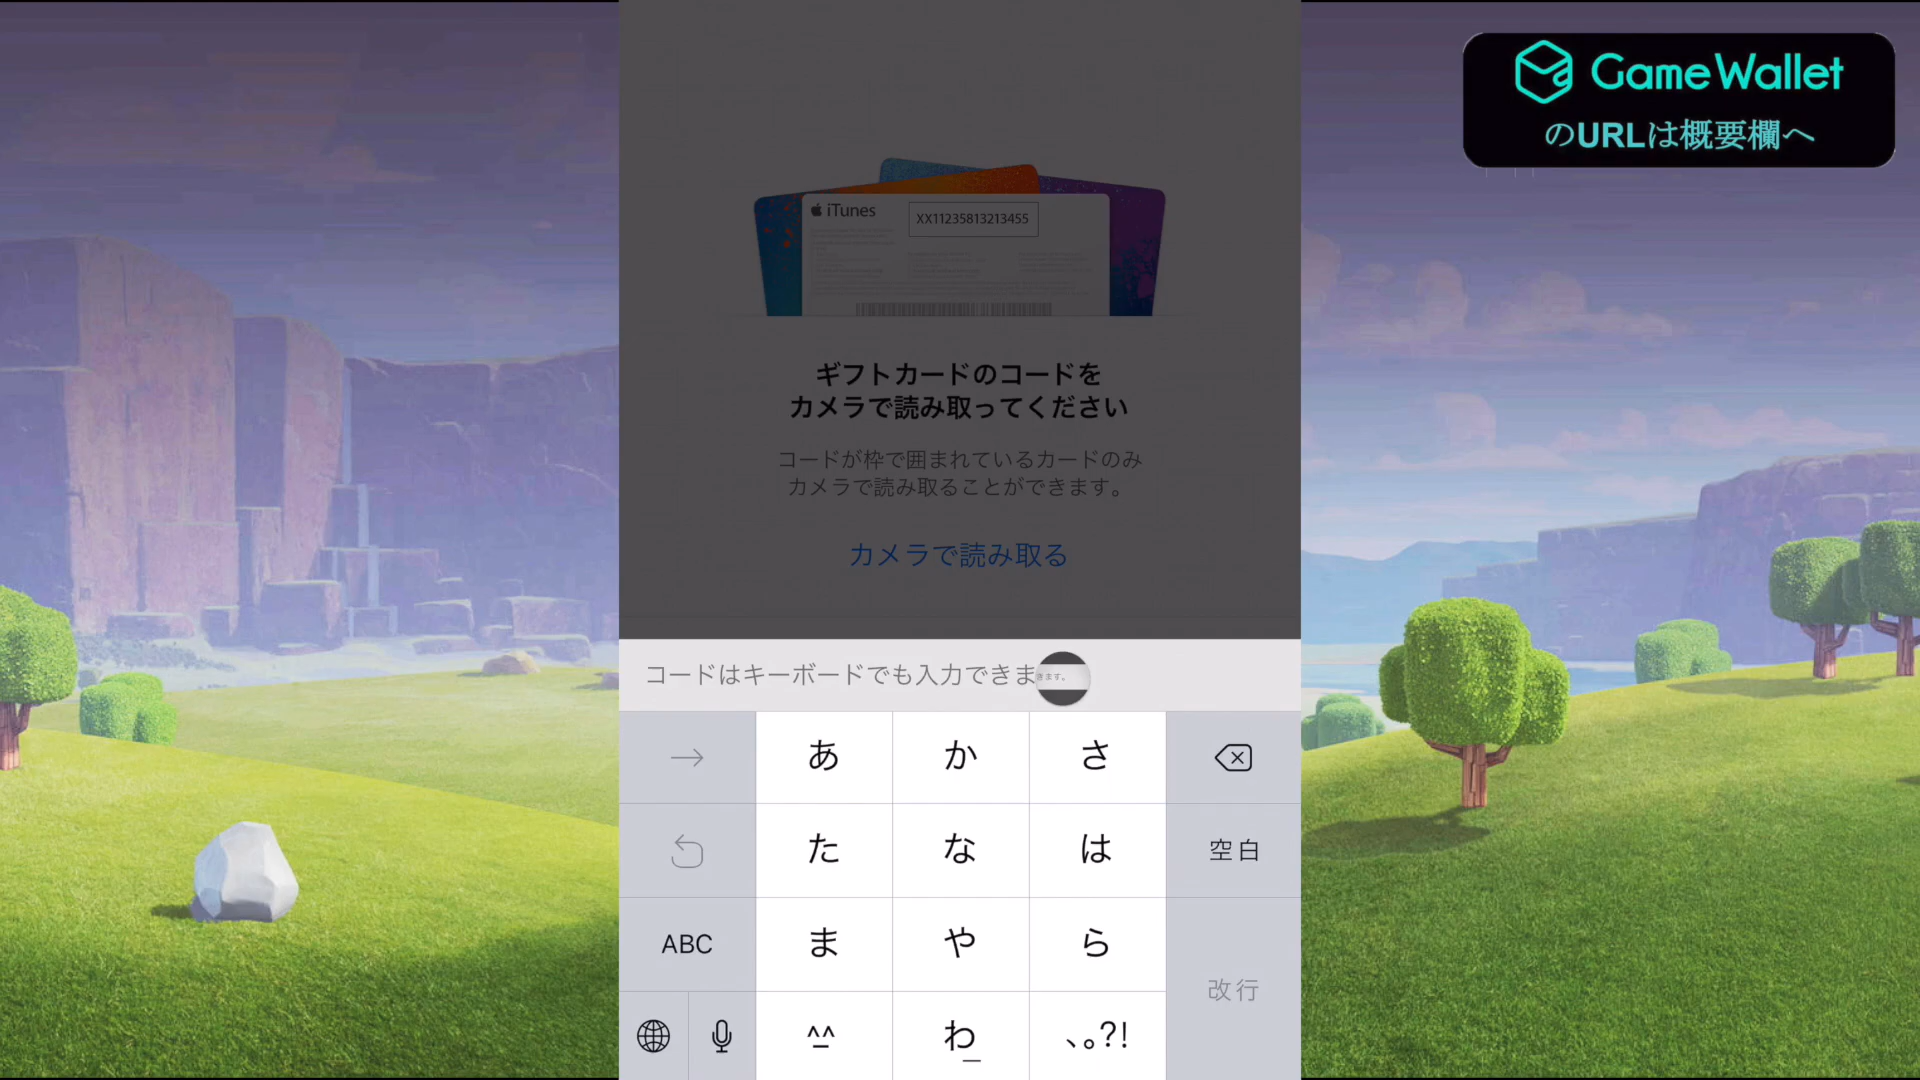 GameWallet
のURLは概要欄へ
iTunes
XX11235813213455
ギフトカードのコードを
カメラで読み取ってください
コードが枠で囲まれているカードのみ
カメラで読み取ることができます。
カメラで読み取る
コードはキーボードでも入力できま
きます。
→ あ か さ
た な は 空白
ABC ま や ら
改行
^^ わ 、。?!